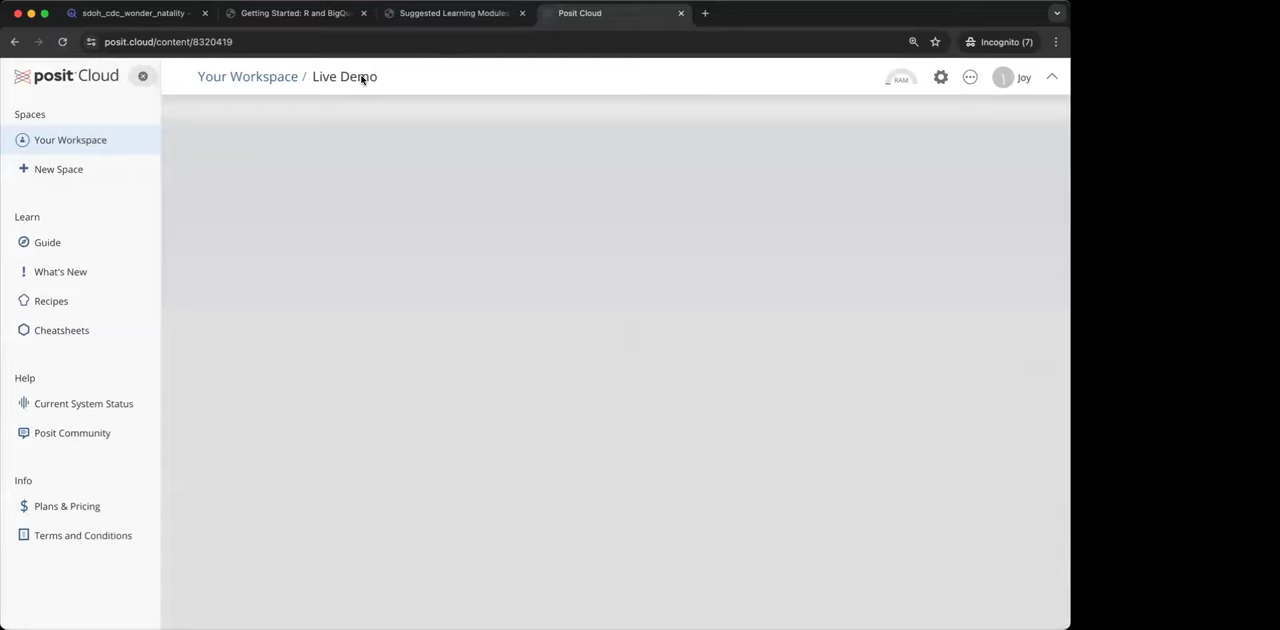 sdoh_cdc_wonder_natality
Getting Started: R and BigQu
Suggested Learning Modules
Posit Cloud
posit.cloud/content/8320419
Incognito (7)
posit Cloud
Your Workspace / Live Demo
RAM
Joy
Spaces
Your Workspace
New Space
Learn
Guide
What's New
Recipes
Cheatsheets
Help
Current System Status
Posit Community
Info
Plans & Pricing
Terms and Conditions